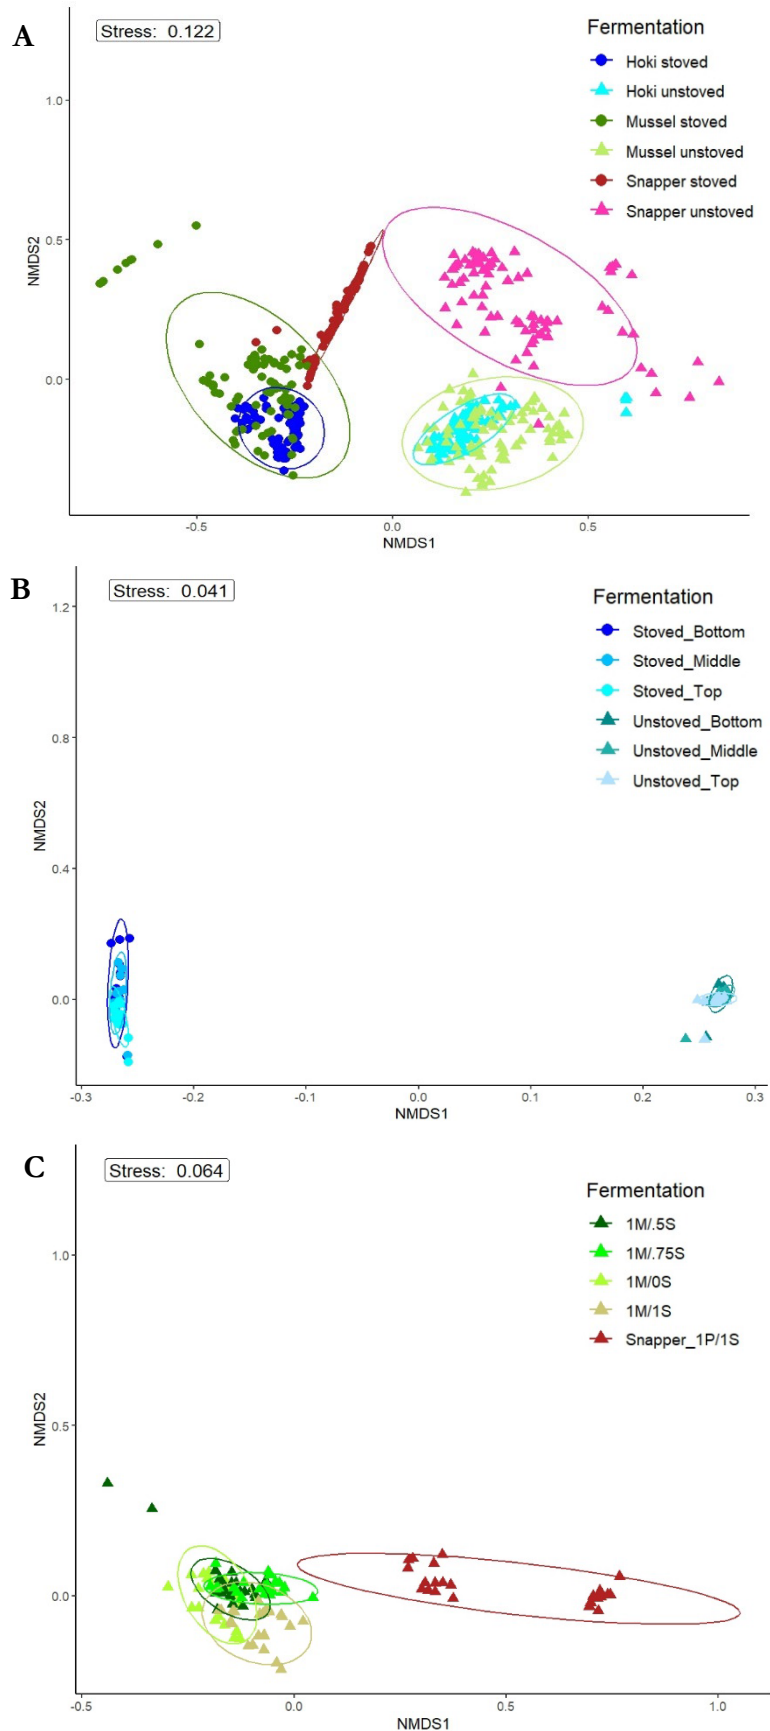 A
Stress: 0.122
Fermentation
Hoki stoved
Hoki unstoved
Mussel stoved
Mussel unstoved
Snapper stoved
Snapper unstoved
1.0
0.5
0.0
NMDS2
-0.5
0.0
0.5
NMDS1
B
Stress: 0.041
Fermentation
Stoved_Bottom
Stoved_Middle
Stoved_Top
Unstoved_Bottom
Unstoved_Middle
Unstoved_Top
1.2
0.8
0.4
0.0
NMDS2
-0.3
-0.2
-0.1
0.0
0.1
0.2
0.3
NMDS1
C
Stress: 0.064
Fermentation
1M/.5S
1M/.75S
1M/0S
1M/1S
Snapper_1P/1S
1.0
0.5
0.0
NMDS2
-0.5
0.0
0.5
1.0
NMDS1